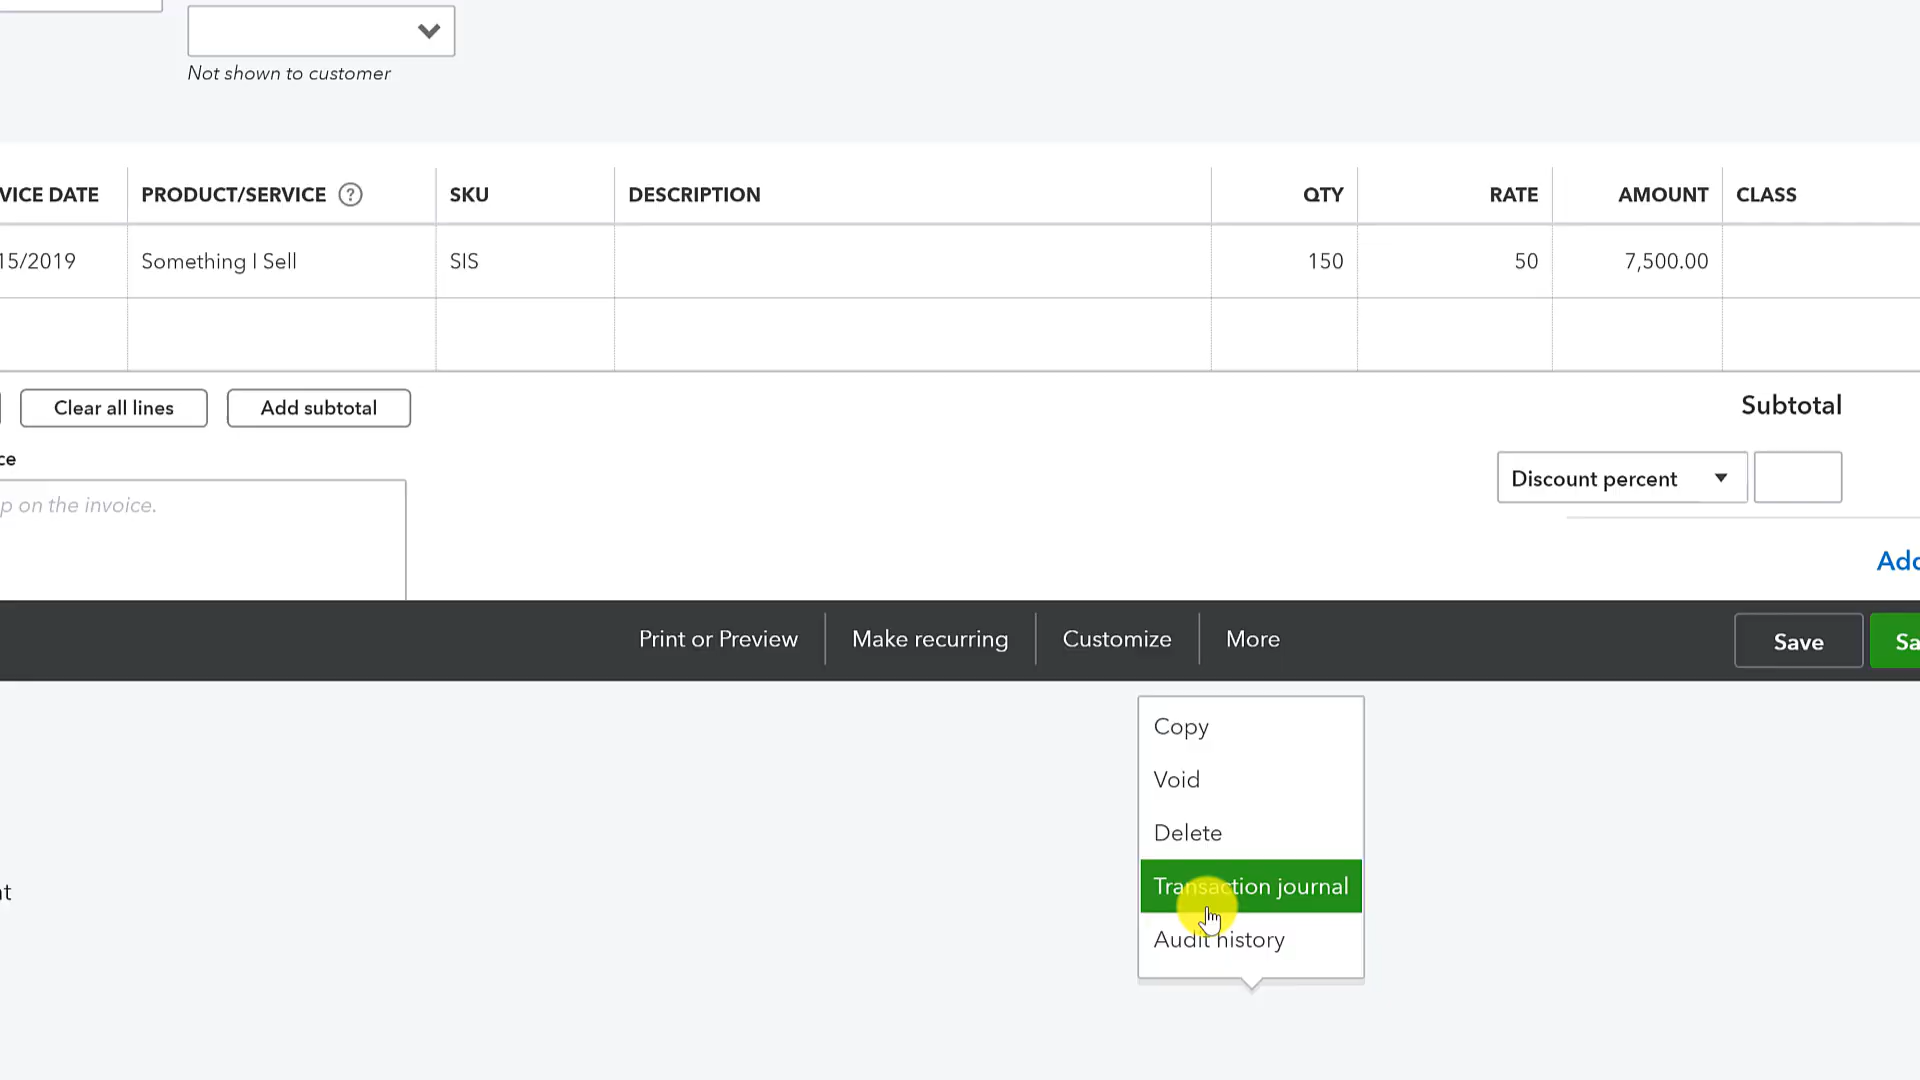 Not shown to customer
VICE DATE PRODUCT/SERVICE ? SKU DESCRIPTION QTY RATE AMOUNT CLASS
15/2019 Something I Sell SIS 150 50 7,500.00
Clear all lines Add subtotal Subtotal
ce
p on the invoice.
Discount percent
Add
Print or Preview Make recurring Customize More Save Sa
Copy
Void
Delete
Transaction journal
nt
Audit history